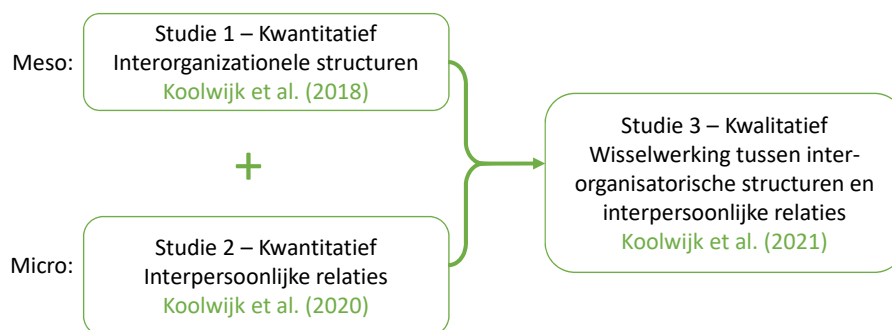 Meso:
Studie 1 – Kwantitatief
Interorganizationele structuren
Koolwijk et al. (2018)
+
Micro:
Studie 2 – Kwantitatief
Interpersoonlijke relaties
Koolwijk et al. (2020)
Studie 3 – Kwalitatief
Wisselwerking tussen inter-
organisatorische structuren en
interpersoonlijke relaties
Koolwijk et al. (2021)